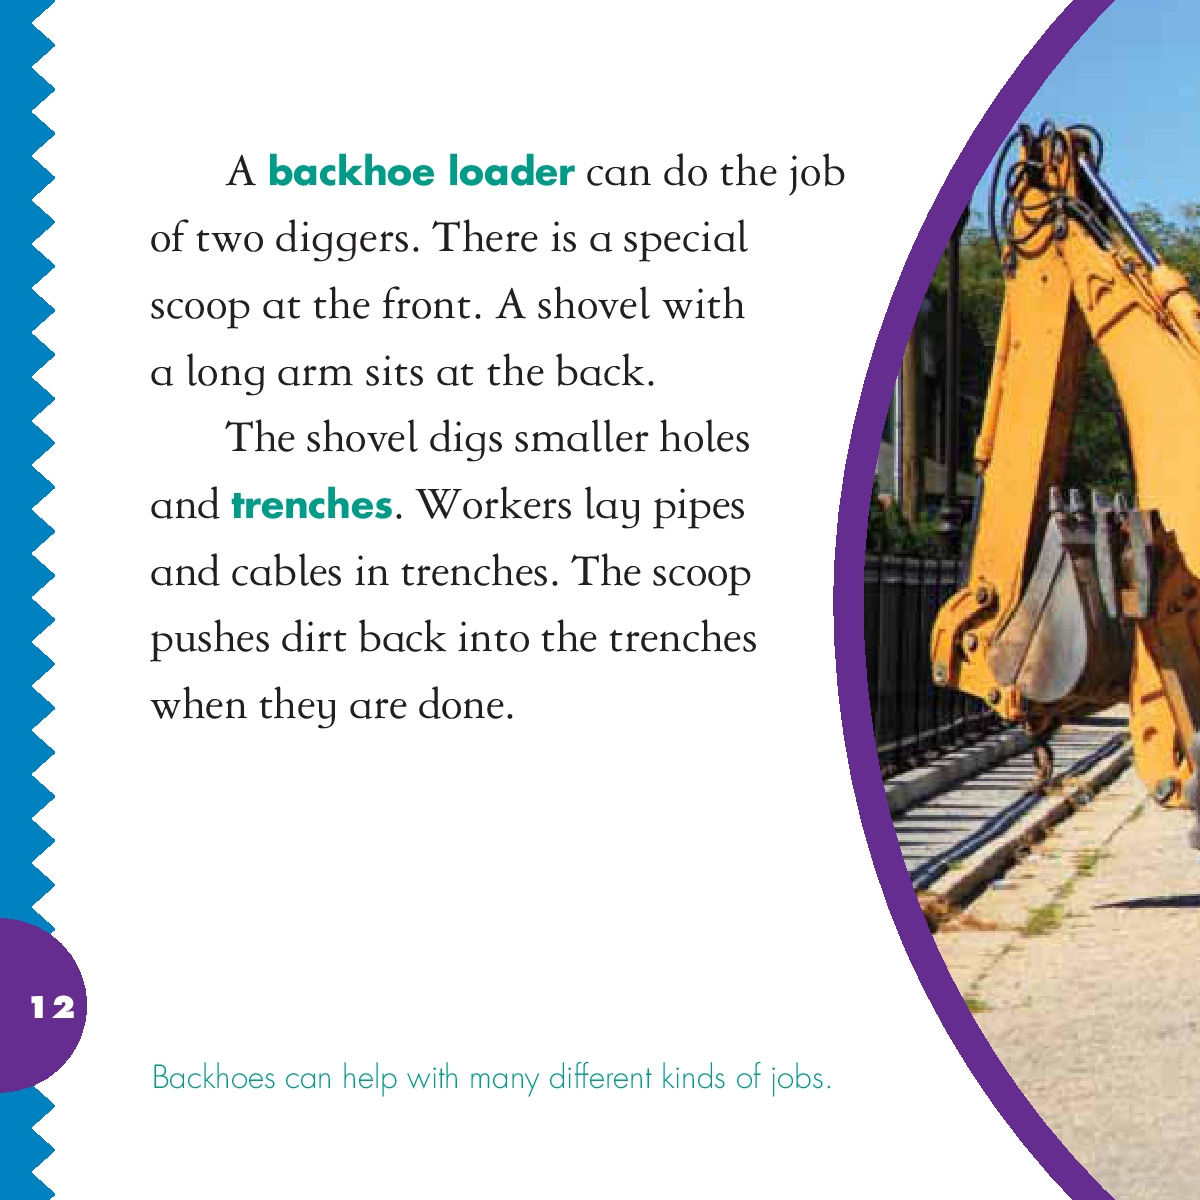 A backhoe loader can do the job
of two diggers. There is a special
scoop at the front. A shovel with
a long arm sits at the back.
The shovel digs smaller holes
and trenches. Workers lay pipes
and cables in trenches. The scoop
pushes dirt back into the trenches
when they are done.
12
Backhoes can help with many different kinds of jobs.